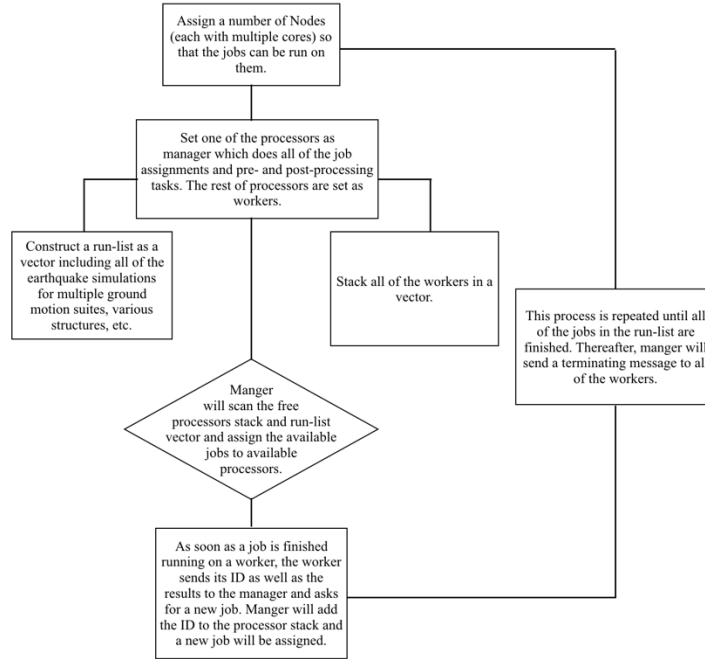 Assign a number of Nodes
(each with multiple cores) so
that the jobs can be run on
them.
Set one of the processors as
manager which does all of the job
assignments and pre- and post-processing
tasks. The rest of processors are set as
workers.
Construct a run-list as a
vector including all of the
earthquake simulations
for multiple ground
motion suites, various
structures, etc.
Stack all of the workers in a
vector.
This process is repeated until all
of the jobs in the run-list are
finished. Thereafter, manger will
send a terminating message to all
of the workers.
Manger
will scan the free
processors stack and run-list
vector and assign the available
jobs to available
processors.
As soon as a job is finished
running on a worker, the worker
sends its ID as well as the
results to the manager and asks
for a new job. Manger will add
the ID to the processor stack and
a new job will be assigned.